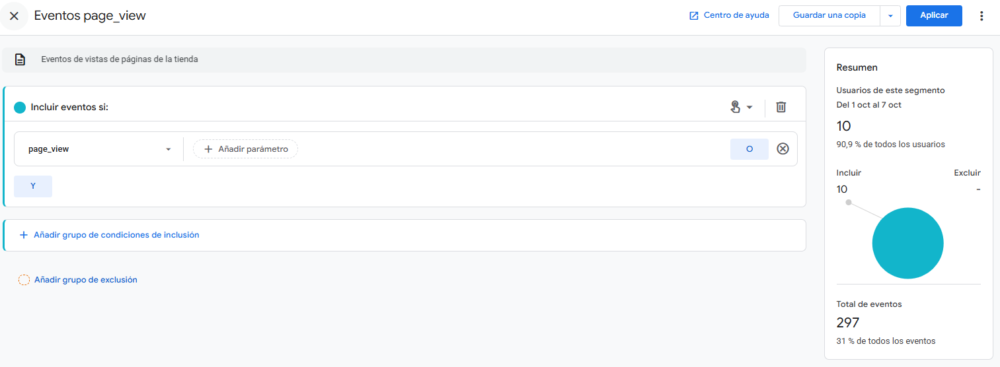 Eventos page_view
Centro de ayuda
Guardar una copia
Aplicar
Eventos de vistas de páginas de la tienda
Incluir eventos si:
page_view
Añadir parámetro
O
Y
Añadir grupo de condiciones de inclusión
Añadir grupo de exclusión
Resumen
Usuarios de este segmento
Del 1 oct al 7 oct
10
90,9 % de todos los usuarios
Incluir Excluir
10 -
Total de eventos
297
31 % de todos los eventos